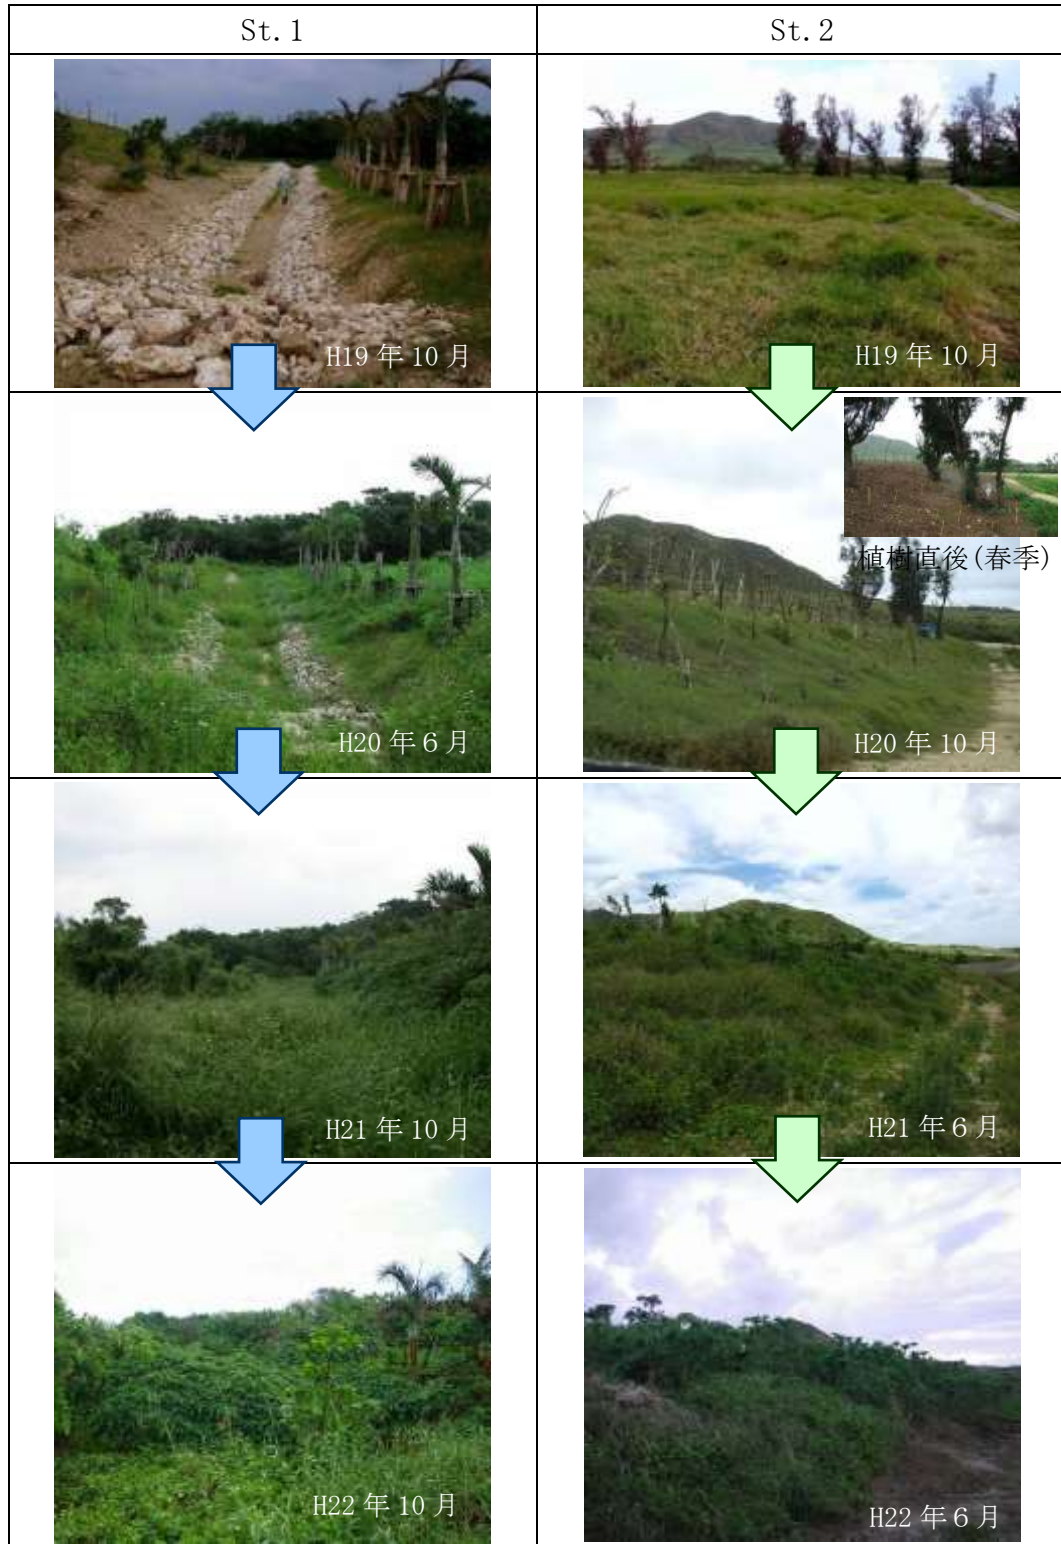 St. 1
St. 2
H19 年 10 月
H19 年 10 月
H20 年 6 月
植樹直後(春季)
H20 年 10 月
H21 年 10 月
H21 年 6 月
H22 年 10 月
H22 年 6 月